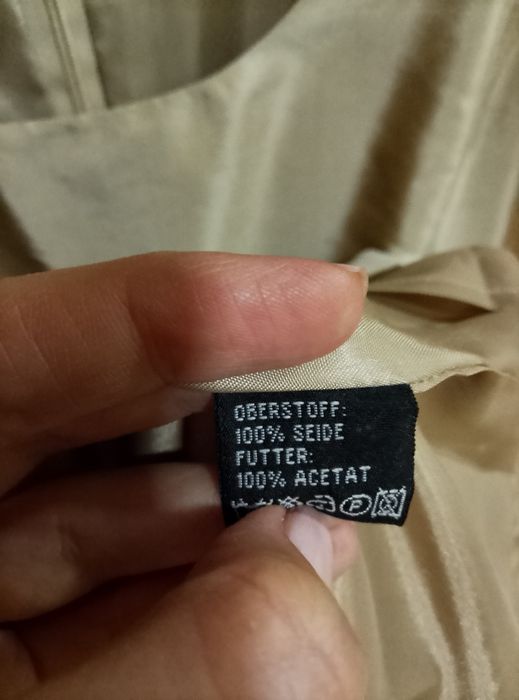 OBERSTOFF:
100% SEIDE
FUTTER:
100% ACETAT
P